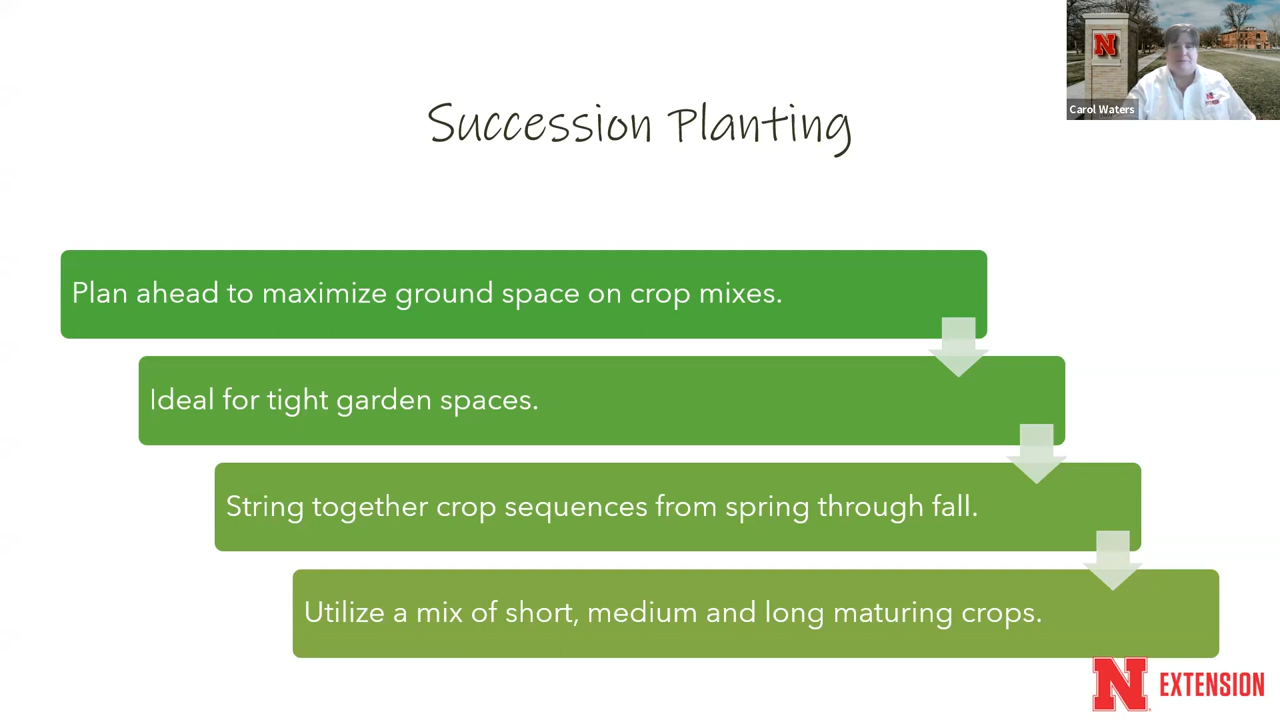 N
Carol Waters
Succession Planting
Plan ahead to maximize ground space on crop mixes.
Ideal for tight garden spaces.
String together crop sequences from spring through fall.
Utilize a mix of short, medium and long maturing crops.
N EXTENSION